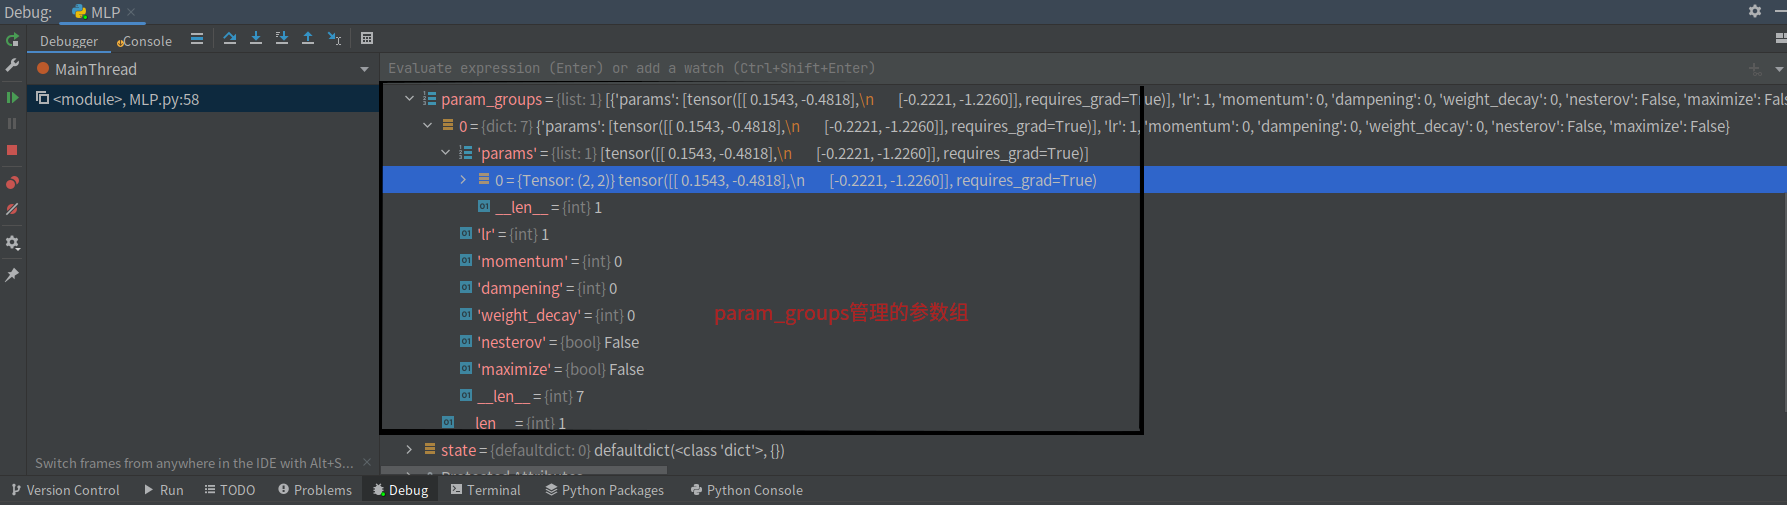 Debug: MLP ×
Debugger Console
MainThread
Evaluate expression (Enter) or add a watch (Ctrl+Shift+Enter)
<module>, MLP.py:58
param_groups = {list: 1} [{'params': [tensor([[ 0.1543, -0.4818],\n [-0.2221, -1.2260]], requires_grad=True)], 'lr': 1, 'momentum': 0, 'dampening': 0, 'weight_decay': 0, 'nesterov': False, 'maximize': Fals
0 = {dict: 7} {'params': [tensor([[ 0.1543, -0.4818],\n [-0.2221, -1.2260]], requires_grad=True)], 'lr': 1, 'momentum': 0, 'dampening': 0, 'weight_decay': 0, 'nesterov': False, 'maximize': False}
'params' = {list: 1} [tensor([[ 0.1543, -0.4818],\n [-0.2221, -1.2260]], requires_grad=True)]
0 = {Tensor: (2, 2)} tensor([[ 0.1543, -0.4818],\n [-0.2221, -1.2260]], requires_grad=True)
__len__ = {int} 1
'lr' = {int} 1
'momentum' = {int} 0
'dampening' = {int} 0
'weight_decay' = {int} 0
param_groups管理的参数组
'nesterov' = {bool} False
'maximize' = {bool} False
__len__ = {int} 7
len = {int} 1
state = {defaultdict: 0} defaultdict(<class 'dict'>, {})
Switch frames from anywhere in the IDE with Alt+S... ×
Version Control Run TODO Problems Debug Terminal Python Packages Python Console